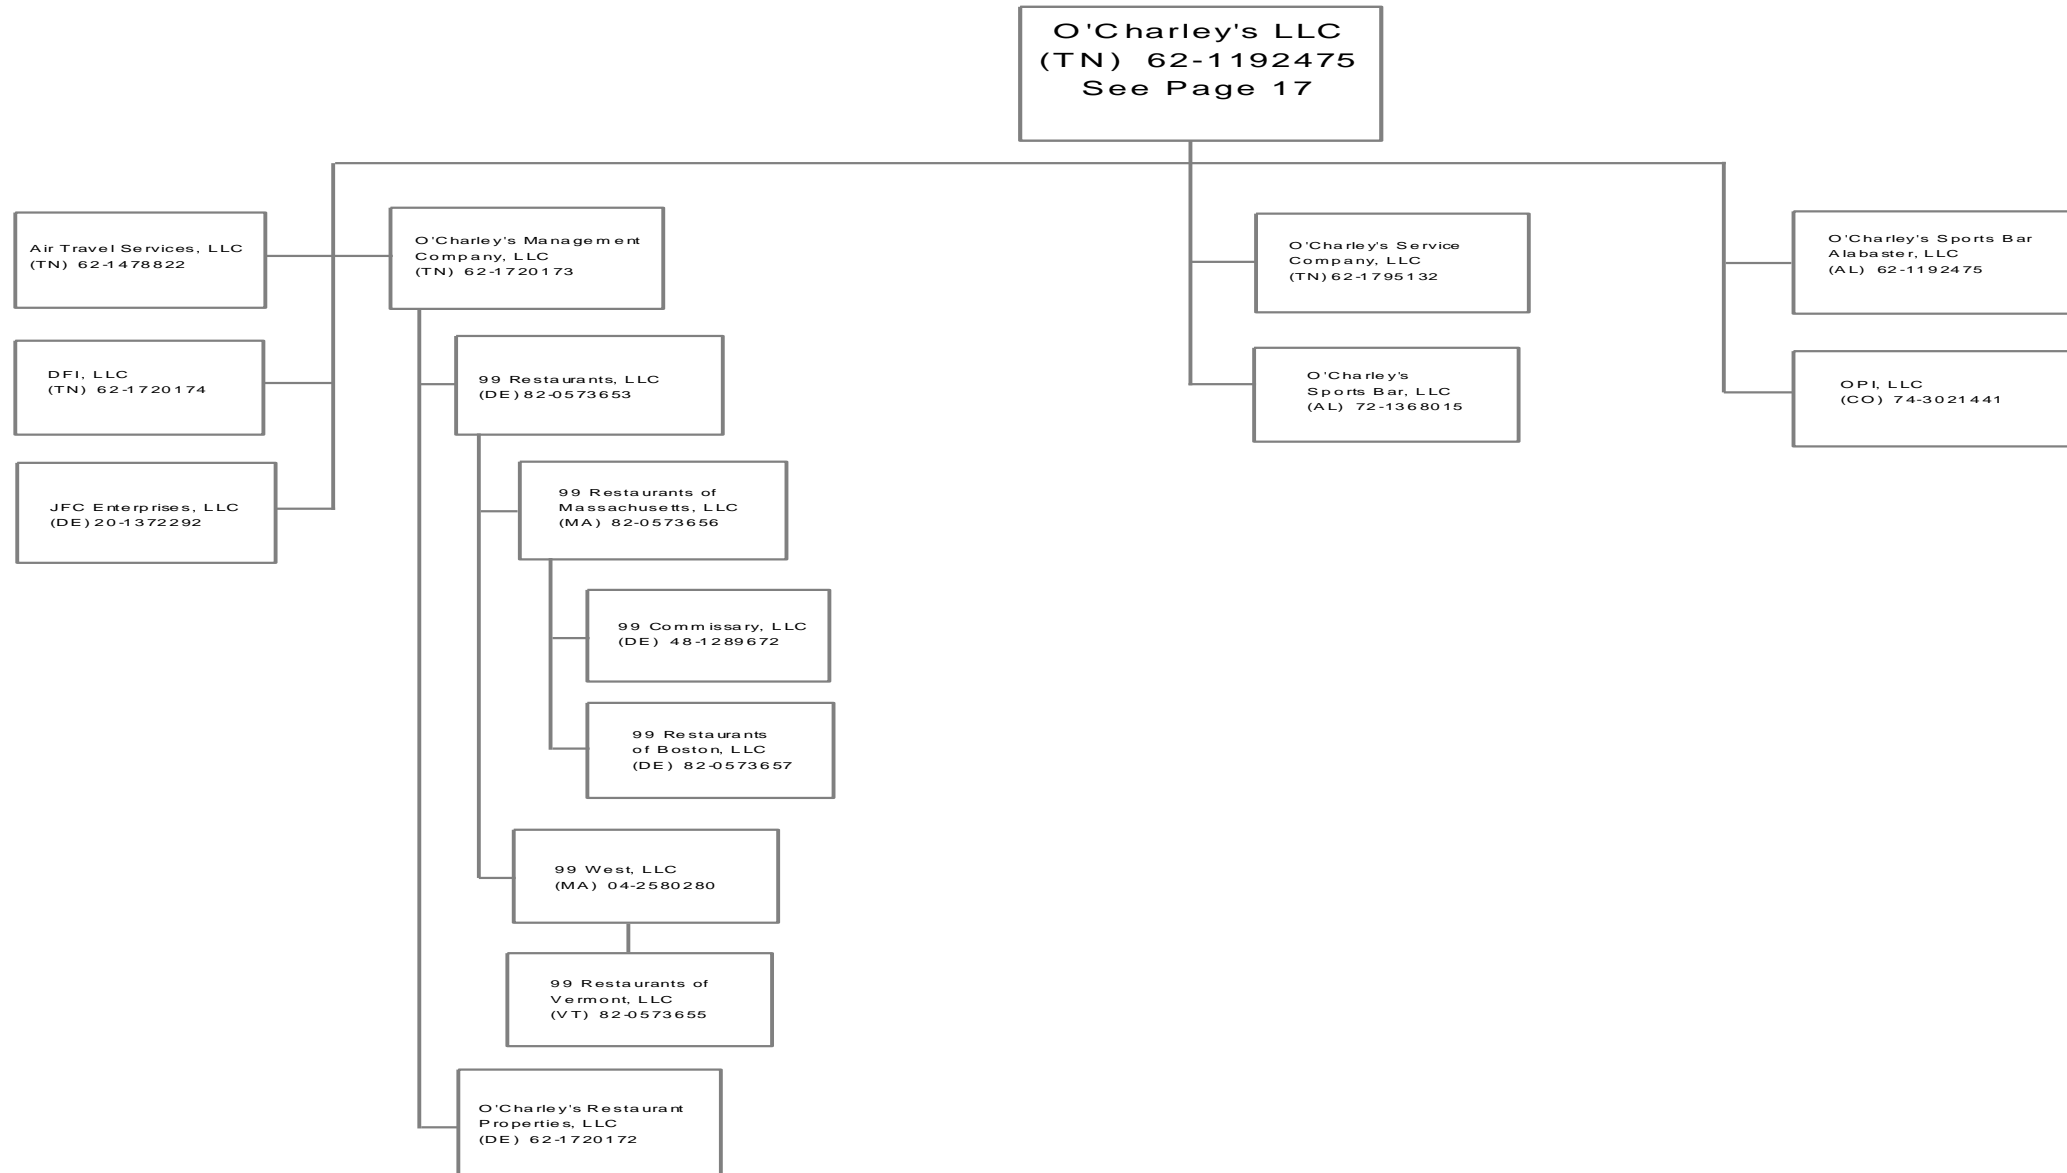 O'Charley's LLC
(TN) 62-1192475
See Page 17
Air Travel Services, LLC
(TN) 62-1478822
O'Charley's Management
Company, LLC
(TN) 62-1720173
O'Charley's Service
Company, LLC
(TN) 62-1795132
O'Charley's Sports Bar
Alabaster, LLC
(AL) 62-1192475
DFI, LLC
(TN) 62-1720174
99 Restaurants, LLC
(DE) 82-0573653
O'Charley's
Sports Bar, LLC
(AL) 72-1368015
OPI, LLC
(CO) 74-3021441
JFC Enterprises, LLC
(DE) 20-1372292
99 Restaurants of
Massachusetts, LLC
(MA) 82-0573656
99 Commissary, LLC
(DE) 48-1289672
99 Restaurants
of Boston, LLC
(DE) 82-0573657
99 West, LLC
(MA) 04-2580280
99 Restaurants of
Vermont, LLC
(VT) 82-0573655
O'Charley's Restaurant
Properties, LLC
(DE) 62-1720172